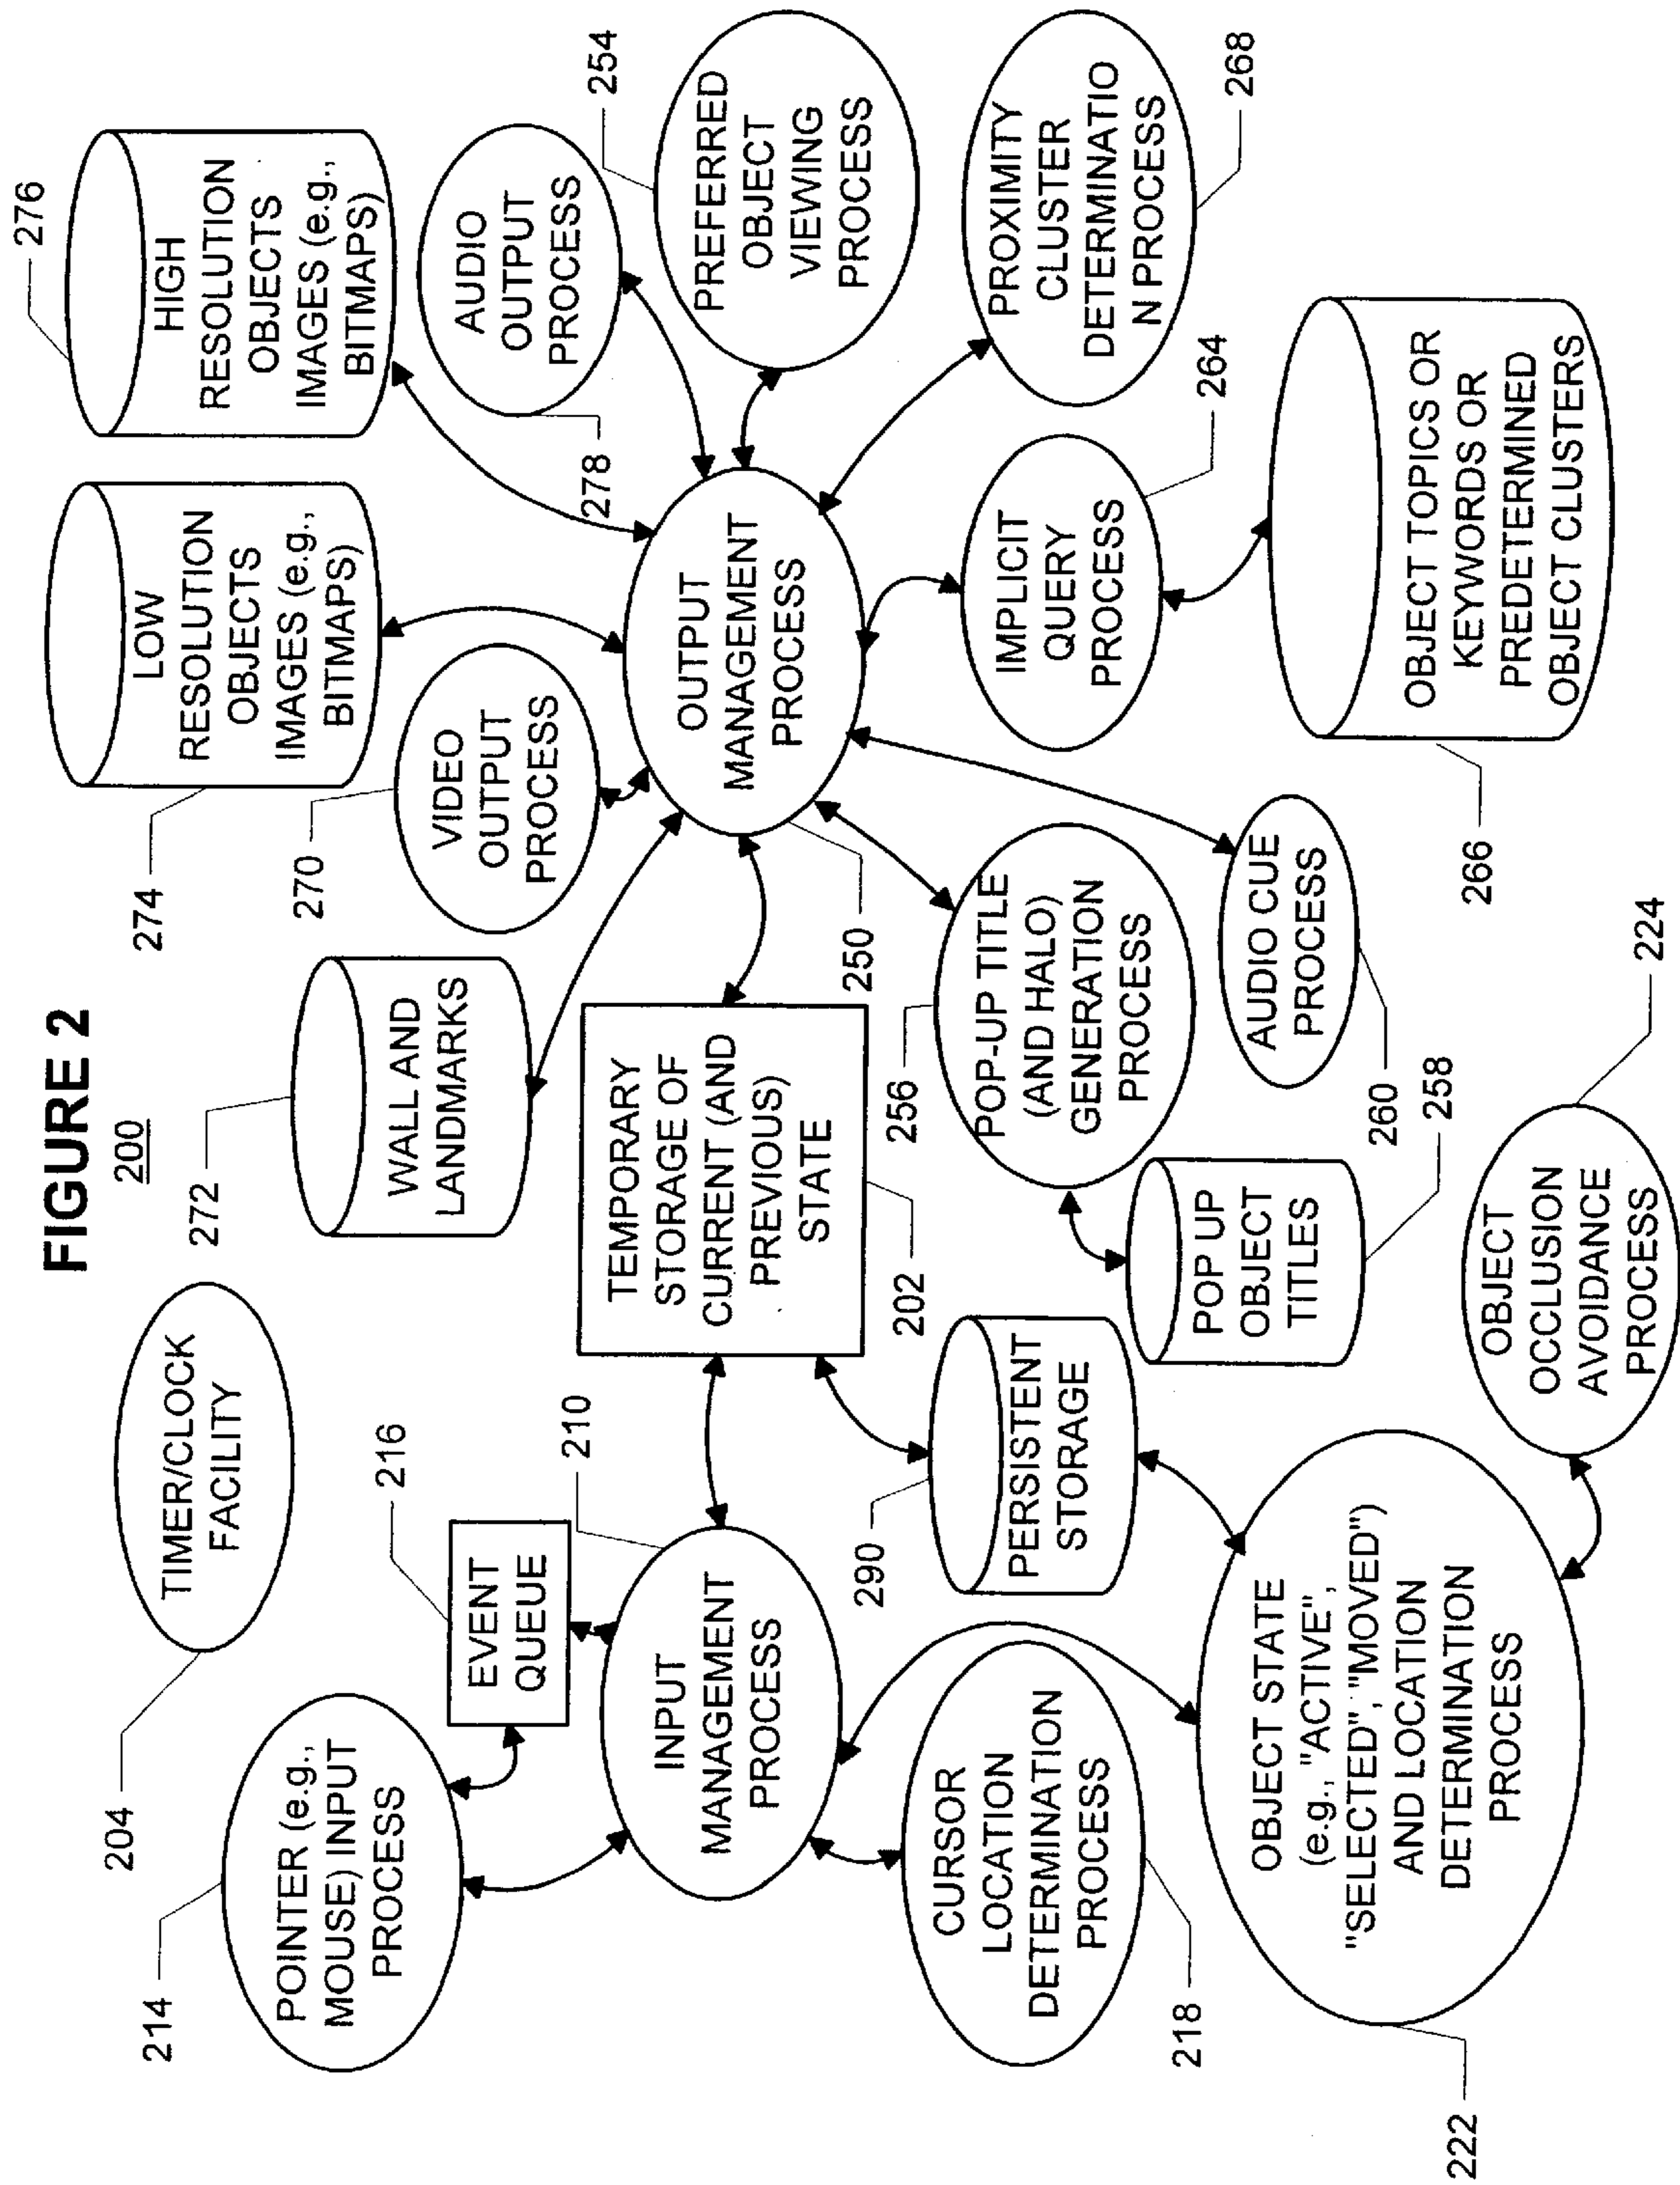 FIGURE 2
200
276
HIGH
RESOLUTION
OBJECTS
IMAGES (e.g.,
BITMAPS)
274
LOW
RESOLUTION
OBJECTS
IMAGES (e.g.,
BITMAPS)
278
AUDIO
OUTPUT
PROCESS
254
PREFERRED
OBJECT
VIEWING
PROCESS
268
PROXIMITY
CLUSTER
DETERMINATIO
N PROCESS
270
VIDEO
OUTPUT
PROCESS
272
WALL AND
LANDMARKS
250
OUTPUT
MANAGEMENT
PROCESS
264
IMPLICIT
QUERY
PROCESS
266
OBJECT TOPICS OR
KEYWORDS OR
PREDETERMINED
OBJECT CLUSTERS
204
TIMER/CLOCK
FACILITY
202
TEMPORARY
STORAGE OF
CURRENT (AND
PREVIOUS)
STATE
256
POP-UP TITLE
(AND HALO)
GENERATION
PROCESS
260
AUDIO CUE
PROCESS
258
POP UP
OBJECT
TITLES
214
POINTER (e.g.,
MOUSE) INPUT
PROCESS
216
EVENT
QUEUE
210
INPUT
MANAGEMENT
PROCESS
290
PERSISTENT
STORAGE
218
CURSOR
LOCATION
DETERMINATION
PROCESS
222
OBJECT STATE
(e.g., "ACTIVE",
"SELECTED","MOVED")
AND LOCATION
DETERMINATION
PROCESS
224
OBJECT
OCCLUSION
AVOIDANCE
PROCESS